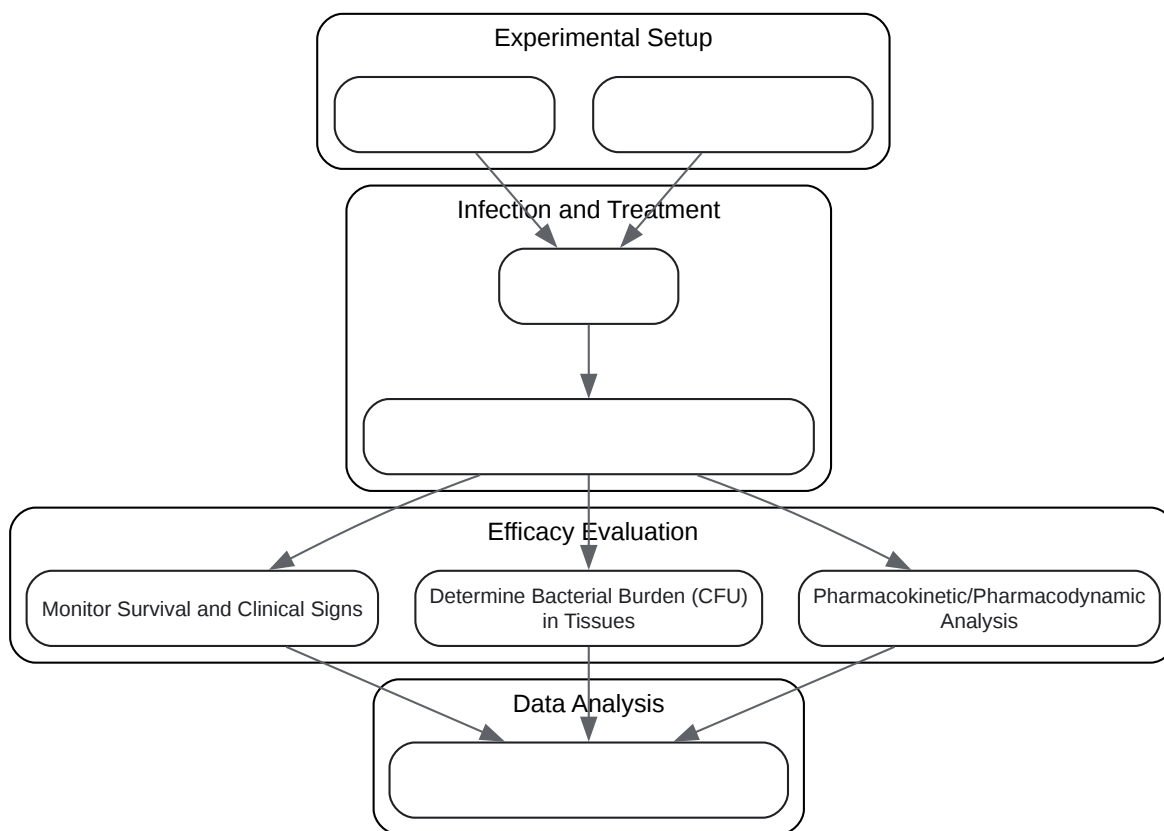 Experimental Setup
Infection and Treatment
Efficacy Evaluation
Monitor Survival and Clinical Signs
Determine Bacterial Burden (CFU)
in Tissues
Pharmacokinetic/Pharmacodynamic
Analysis
Data Analysis